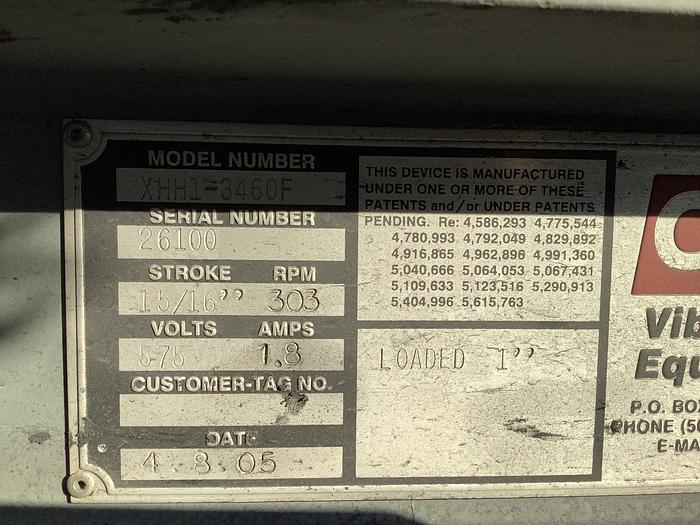 MODEL NUMBER
XHH1-3460F
SERIAL NUMBER
26100
STROKE RPM
15/16" 303
VOLTS AMPS
575 1,8
CUSTOMER-TAG NO.
DATE
4.8.05
THIS DEVICE IS MANUFACTURED
UNDER ONE OR MORE OF THESE
PATENTS and/or UNDER PATENTS
PENDING. Re: 4,586,293 4,775,544
4,780,993 4,792,049 4,829,892
4,916,865 4,962,896 4,991,360
5,040,666 5,064,053 5,067,431
5,109,633 5,123,516 5,290,913
5,404,996 5,615,763
LOADED 1"
Vib
Equ
P.O. BOX
PHONE (50
E-MA